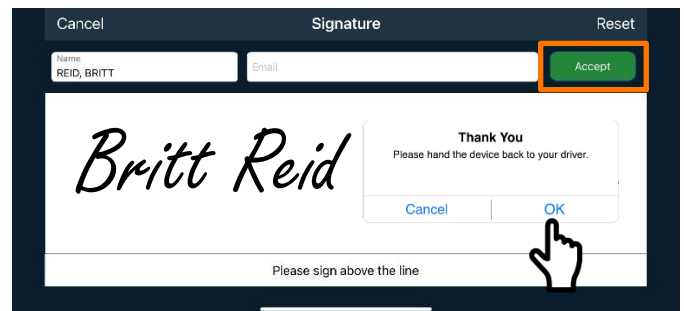 Cancel Signature Reset
Name
REID, BRITT
Email
Accept
Britt Reid
Thank You
Please hand the device back to your driver.
Cancel OK
Please sign above the line